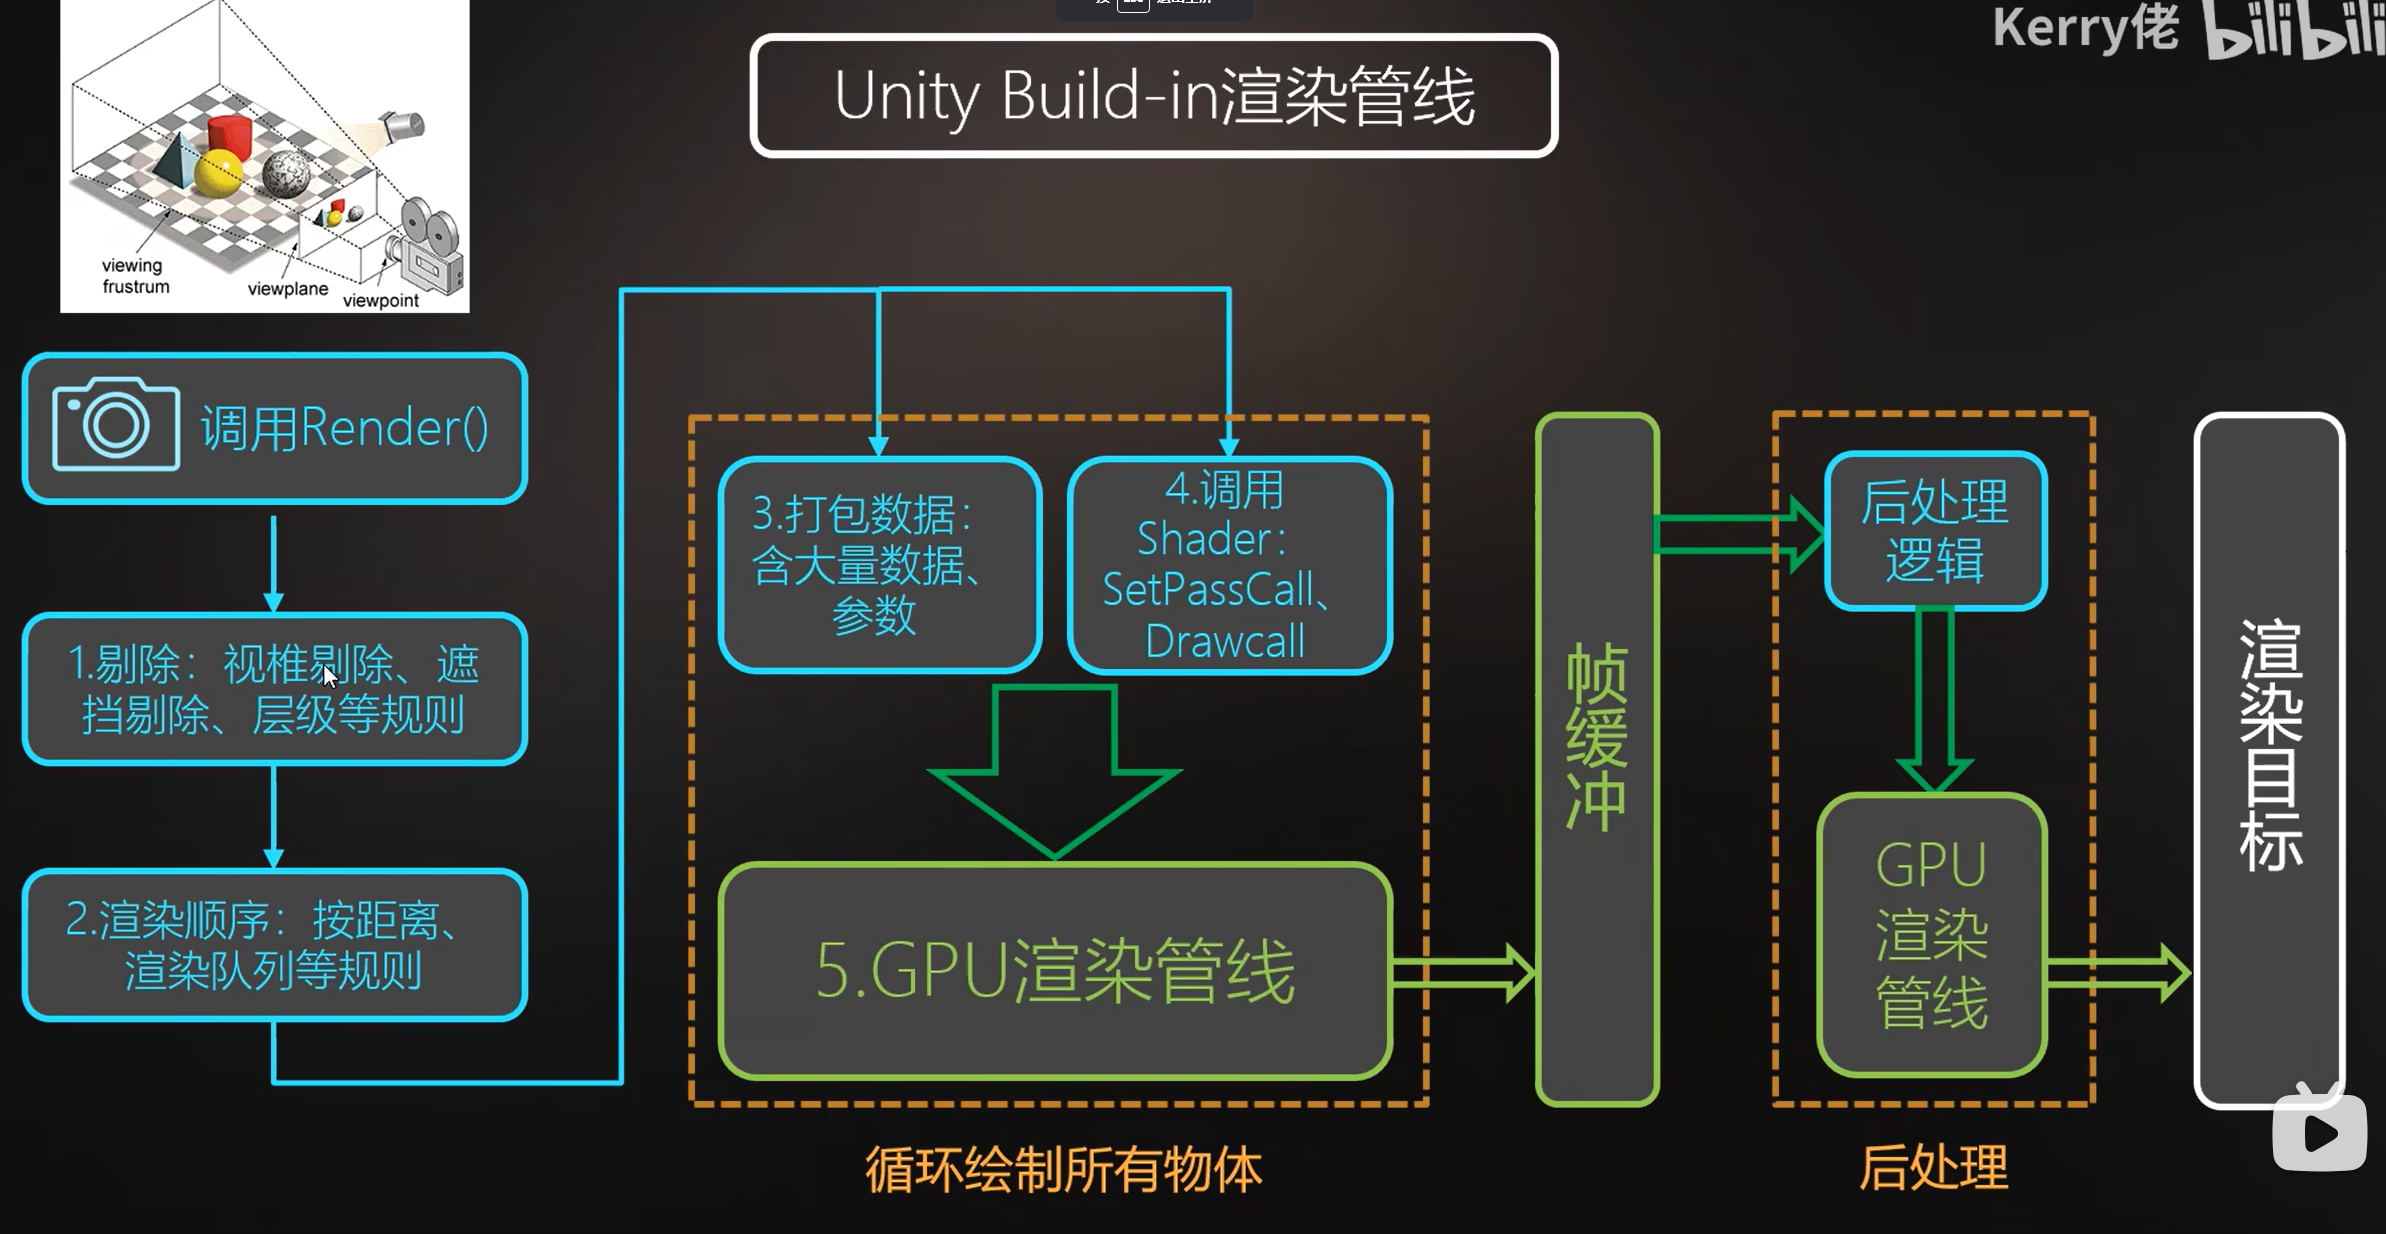 Kerry佬 bilibili
Unity Build-in渲染管线
viewing
frustrum
viewplane
viewpoint
调用Render()
1.剔除：视椎剔除、遮
挡剔除、层级等规则
2.渲染顺序：按距离、
渲染队列等规则
3.打包数据：
含大量数据、
参数
4.调用
Shader：
SetPassCall、
Drawcall
5.GPU渲染管线
循环绘制所有物体
帧缓冲
后处理
逻辑
GPU
渲染
管线
后处理
渲染目标